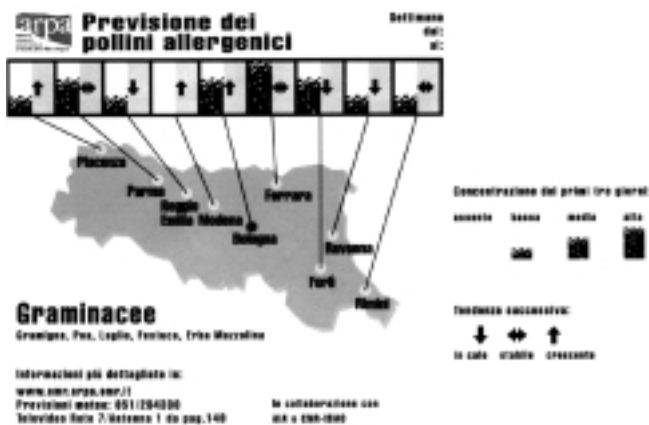 arpa
Previsione dei
pollini allergenici
Settimana
dal:
al:
Piacenza
Parma
Reggio
Emilia
Modena
Bologna
Ferrara
Ravenna
Forlì
Rimini
Concentrazione dei primi tre giorni
assente bassa media alta
Tendenza successiva:
in calo stabile crescente
Graminacee
Gramigna, Poa, Loglio, Festuca, Erba Mazzolina
Informazioni più dettagliate in:
www.smr.arpa.emr.it
Previsioni meteo:
Televideo Rete 7/Antenna 1 da pag.140
In collaborazione con